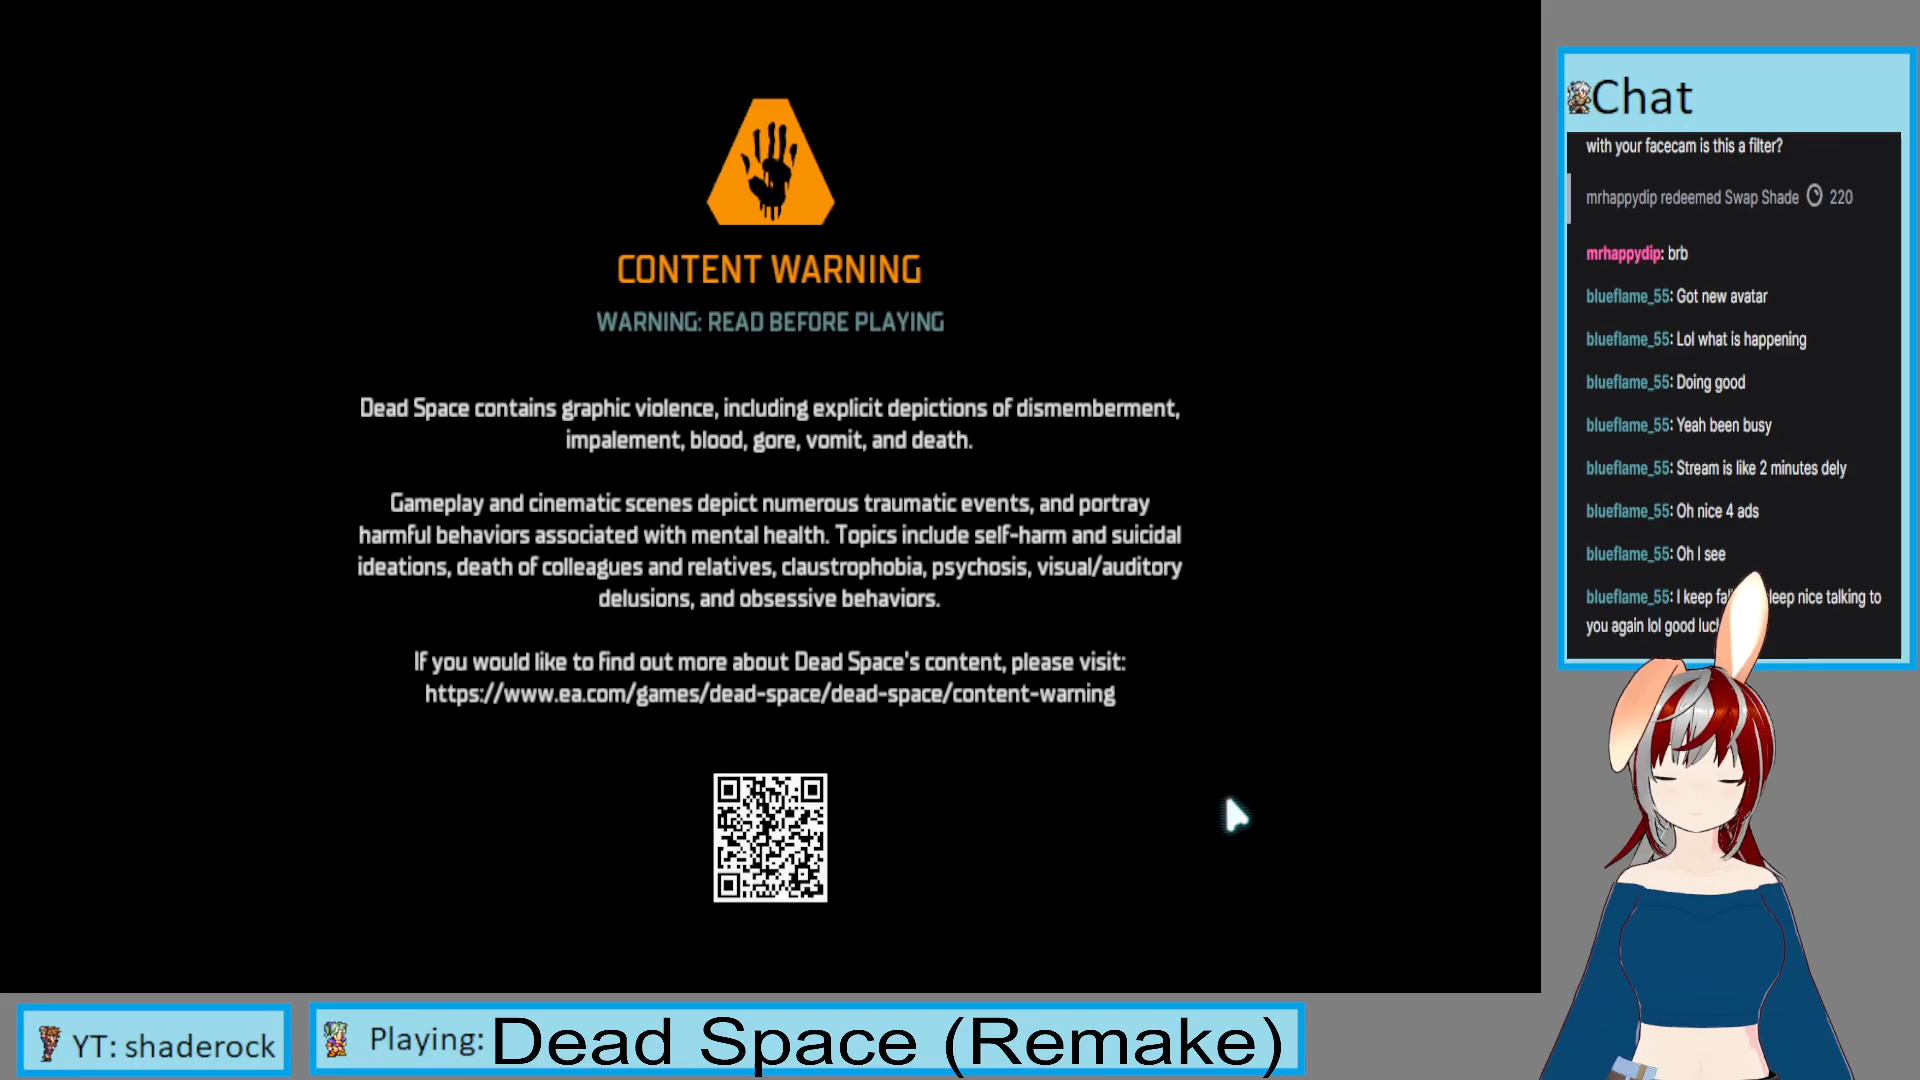 CONTENT WARNING
WARNING: READ BEFORE PLAYING
Dead Space contains graphic violence, including explicit depictions of dismemberment,
impalement, blood, gore, vomit, and death.
Gameplay and cinematic scenes depict numerous traumatic events, and portray
harmful behaviors associated with mental health. Topics include self-harm and suicidal
ideations, death of colleagues and relatives, claustrophobia, psychosis, visual/auditory
delusions, and obsessive behaviors.
If you would like to find out more about Dead Space's content, please visit:
https://www.ea.com/games/dead-space/dead-space/content-warning
Chat
with your facecam is this a filter?
mrhappydip redeemed Swap Shade 220
mrhappydip: brb
blueflame_55: Got new avatar
blueflame_55: Lol what is happening
blueflame_55: Doing good
blueflame_55: Yeah been busy
blueflame_55: Stream is like 2 minutes dely
blueflame_55: Oh nice 4 ads
blueflame_55: Oh I see
blueflame_55: I keep nice talking to
you again lol good
YT: shaderock
Playing: Dead Space (Remake)